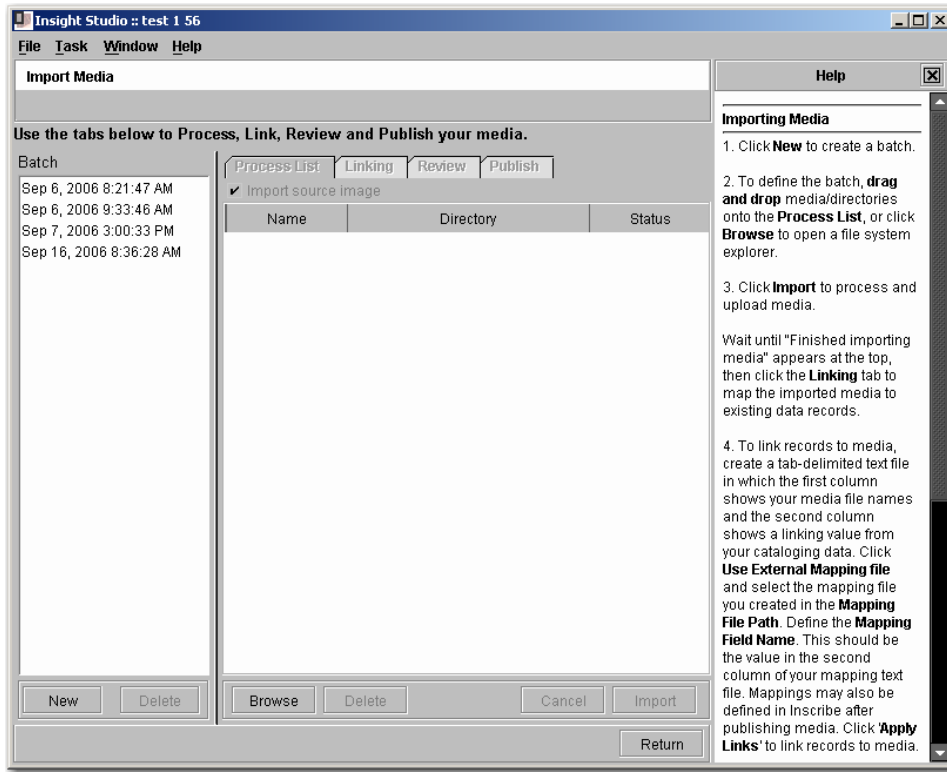 Insight Studio :: test 1 56
File Task Window Help
Import Media
Use the tabs below to Process, Link, Review and Publish your media.
Batch
Sep 6, 2006 8:21:47 AM
Sep 6, 2006 9:33:46 AM
Sep 7, 2006 3:00:33 PM
Sep 16, 2006 8:36:28 AM
New Delete
Process List Linking Review Publish
Import source image
Name Directory Status
Browse Delete Cancel Import
Return
Help
Importing Media
1. Click New to create a batch.
2. To define the batch, drag
and drop media/directories
onto the Process List, or click
Browse to open a file system
explorer.
3. Click Import to process and
upload media.
Wait until "Finished importing
media" appears at the top,
then click the Linking tab to
map the imported media to
existing data records.
4. To link records to media,
create a tab-delimited text file
in which the first column
shows your media file names
and the second column
shows a linking value from
your cataloging data. Click
Use External Mapping file
and select the mapping file
you created in the Mapping
File Path. Define the Mapping
Field Name. This should be
the value in the second
column of your mapping text
file. Mappings may also be
defined in Inscribe after
publishing media. Click 'Apply
Links' to link records to media.